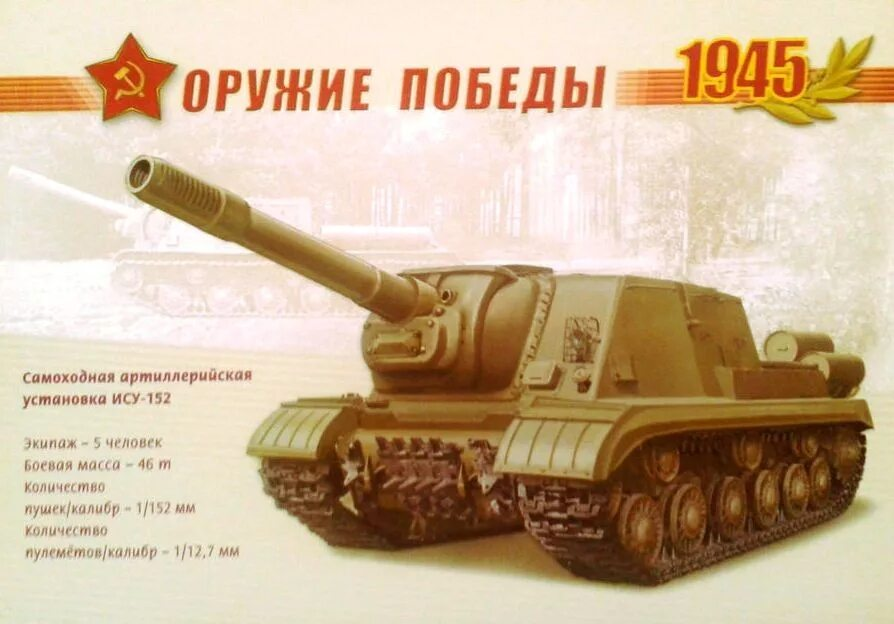 ОРУЖИЕ ПОБЕДЫ
1945
Самоходная артиллерийская
установка ИСУ-152
Экипаж – 5 человек
Боевая масса – 46 т
Количество
пушек/калибр – 1/152 мм
Количество
пулемётов/калибр – 1/12,7 мм